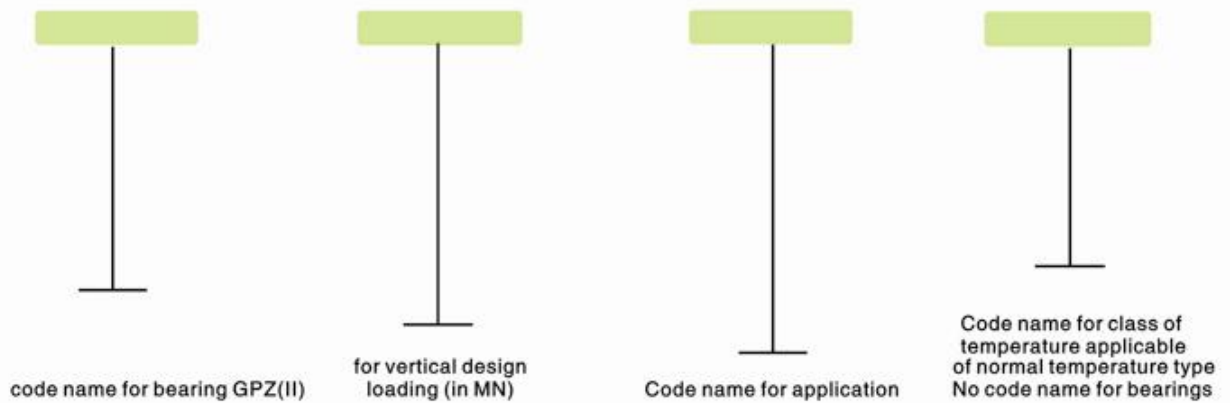 code name for bearing GPZ(II)
for vertical design
loading (in MN)
Code name for application
Code name for class of
temperature applicable
of normal temperature type
No code name for bearings